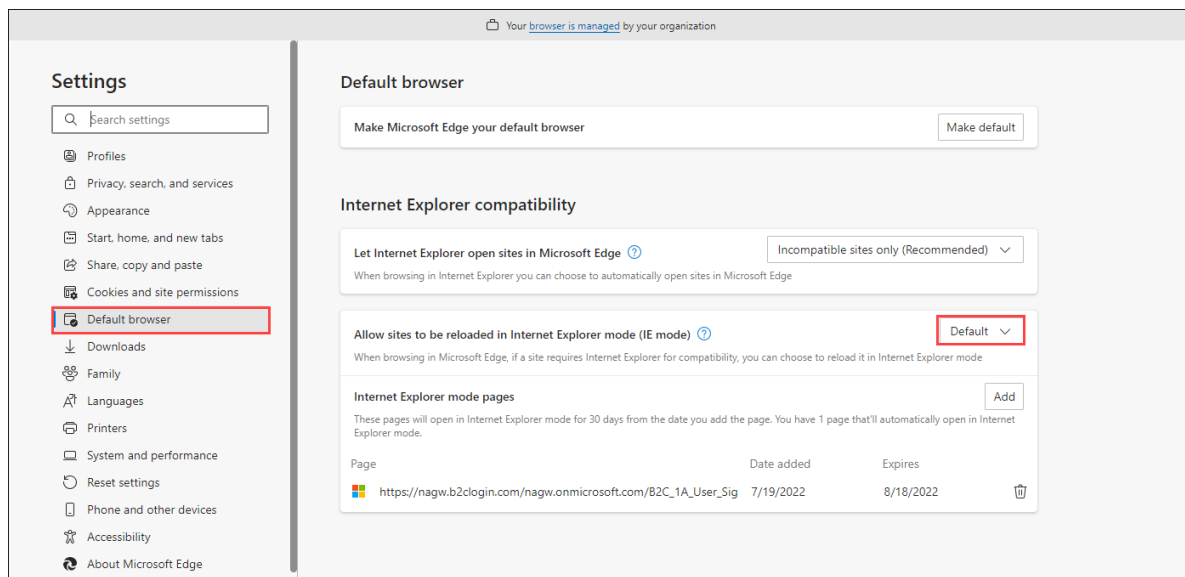 Your browser is managed by your organization
Settings
Search settings
Profiles
Privacy, search, and services
Appearance
Start, home, and new tabs
Share, copy and paste
Cookies and site permissions
Default browser
Downloads
Family
Languages
Printers
System and performance
Reset settings
Phone and other devices
Accessibility
About Microsoft Edge
Default browser
Make Microsoft Edge your default browser
Make default
Internet Explorer compatibility
Let Internet Explorer open sites in Microsoft Edge
Incompatible sites only (Recommended)
When browsing in Internet Explorer you can choose to automatically open sites in Microsoft Edge
Allow sites to be reloaded in Internet Explorer mode (IE mode)
Default
When browsing in Microsoft Edge, if a site requires Internet Explorer for compatibility, you can choose to reload it in Internet Explorer mode
Internet Explorer mode pages
Add
These pages will open in Internet Explorer mode for 30 days from the date you add the page. You have 1 page that'll automatically open in Internet
Explorer mode.
Page Date added Expires
https://nagw.b2clogin.com/nagw.onmicrosoft.com/B2C_1A_User_Sig 7/19/2022 8/18/2022